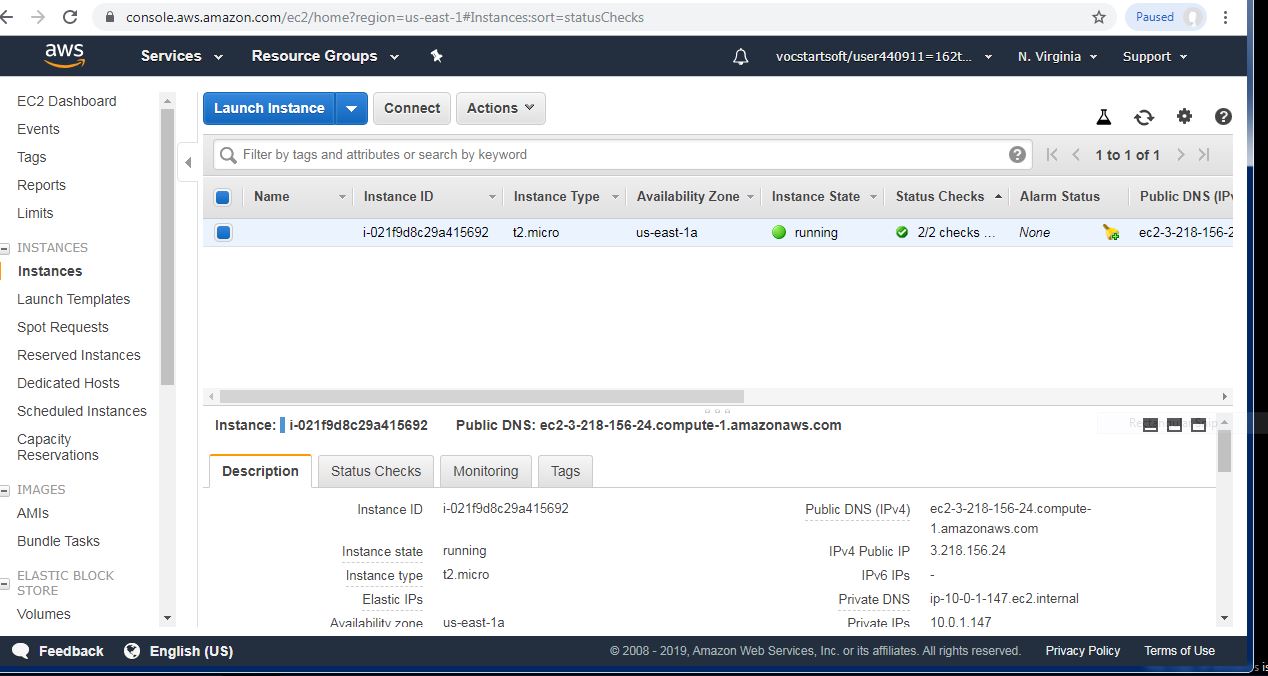 console.aws.amazon.com/ec2/home?region=us-east-1#Instances:sort=statusChecks
Paused
aws
Services
Resource Groups
vocstartsoft/user440911=162t...
N. Virginia
Support
EC2 Dashboard
Events
Tags
Reports
Limits
INSTANCES
Instances
Launch Templates
Spot Requests
Reserved Instances
Dedicated Hosts
Scheduled Instances
Capacity
Reservations
IMAGES
AMIs
Bundle Tasks
ELASTIC BLOCK
STORE
Volumes
Launch Instance
Connect
Actions
Filter by tags and attributes or search by keyword
1 to 1 of 1
Name Instance ID Instance Type Availability Zone Instance State Status Checks Alarm Status Public DNS (IPv
i-021f9d8c29a415692 t2.micro us-east-1a running 2/2 checks ... None ec2-3-218-156-2
Instance: i-021f9d8c29a415692 Public DNS: ec2-3-218-156-24.compute-1.amazonaws.com
Description Status Checks Monitoring Tags
Instance ID i-021f9d8c29a415692
Instance state running
Instance type t2.micro
Elastic IPs
Availability zone us-east-1a
Public DNS (IPv4) ec2-3-218-156-24.compute-
1.amazonaws.com
IPv4 Public IP 3.218.156.24
IPv6 IPs -
Private DNS ip-10-0-1-147.ec2.internal
Private IPs 10.0.1.147
Feedback English (US) © 2008 - 2019, Amazon Web Services, Inc. or its affiliates. All rights reserved. Privacy Policy Terms of Use